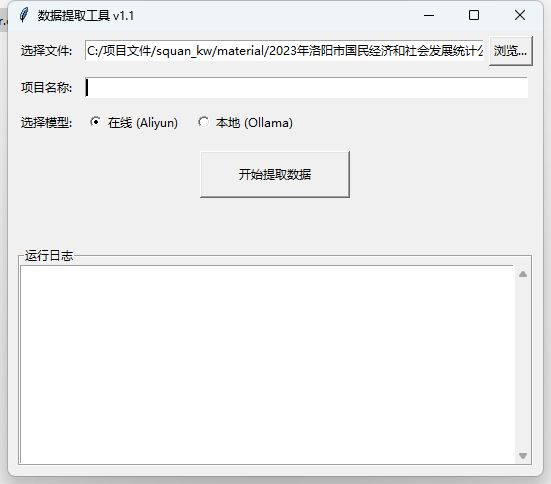 数据提取工具 v1.1
选择文件: C:/项目文件/squan_kw/material/2023年洛阳市国民经济和社会发展统计 浏览...
项目名称:
选择模型: 在线 (Aliyun) 本地 (Ollama)
开始提取数据
运行日志